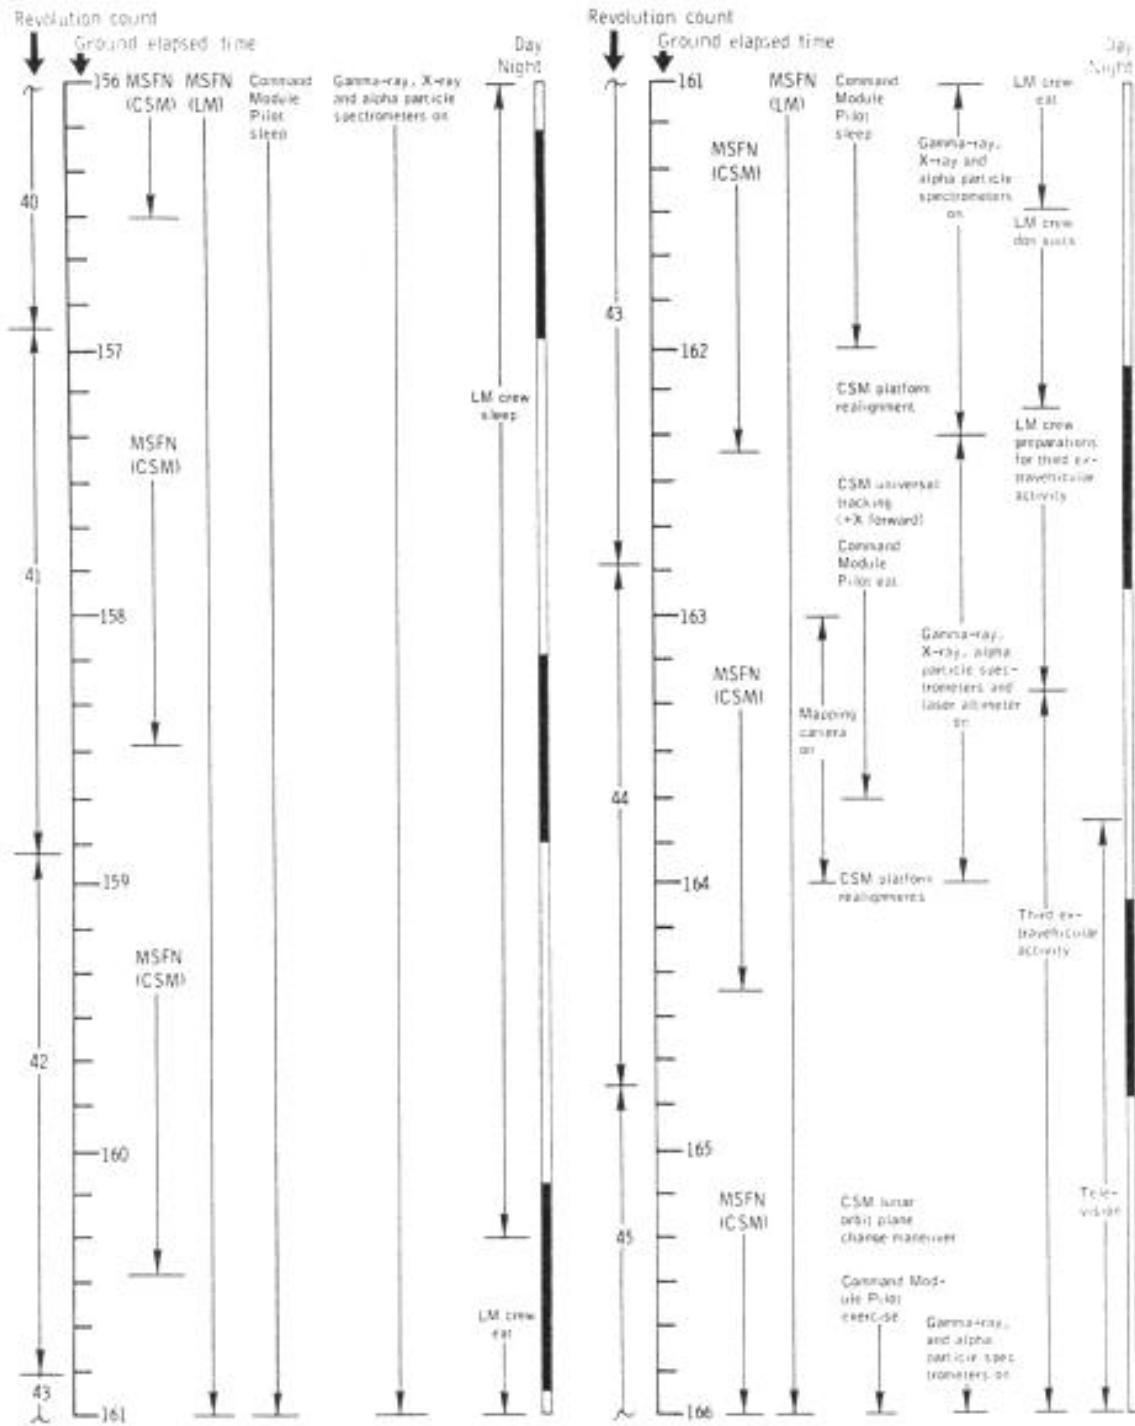 Revolution count
Ground elapsed time
Day
Night
156
MSFN
(CSM)
MSFN
(LM)
Command
Module
Pilot
sleep
Gamma-ray, X-ray
and alpha particle
spectrometers on
40
157
LM crew
sleep
MSFN
(CSM)
41
158
159
MSFN
(CSM)
42
160
LM crew
eat
43
161
Revolution count
Ground elapsed time
Day
Night
161
MSFN
(LM)
Command
Module
Pilot
sleep
LM crew
eat
MSFN
(CSM)
Gamma-ray,
X-ray and
alpha particle
spectrometers
on
LM crew
don suits
43
162
CSM platform
realignment
LM crew
preparations
for third ex-
travehicular
activity
CSM universal
tracking
(+X forward)
Command
Module
Pilot eat
163
Gamma-ray,
X-ray, alpha
particle spec-
trometers and
laser altimeter
on
MSFN
(CSM)
Mapping
camera
on
44
164
CSM platform
realignments
Third ex-
travehicular
activity
165
MSFN
(CSM)
CSM lunar
orbit plane
change maneuver
Tele-
vision
45
Command Mod-
ule Pilot
exercise
Gamma-ray,
and alpha
particle spec
trometers on
166